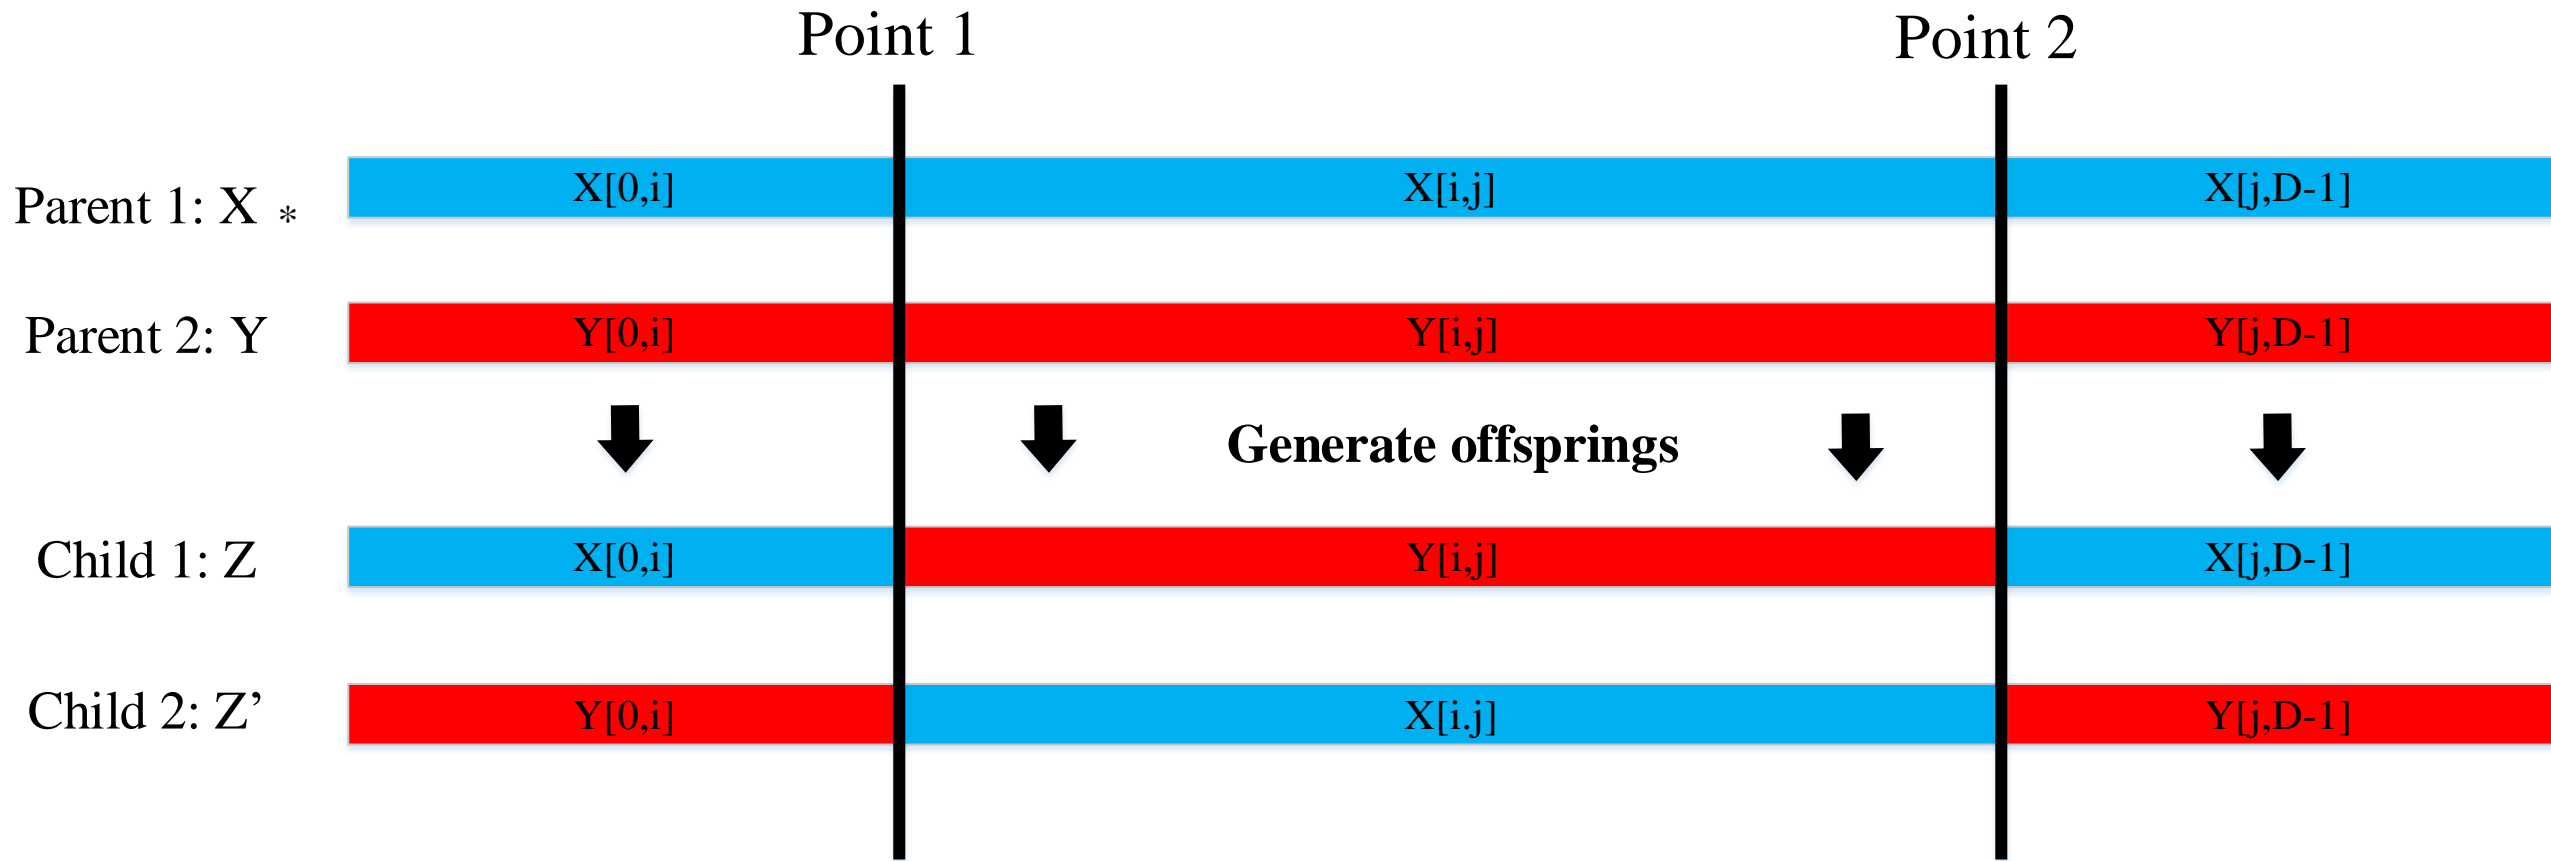 Point 1 Point 2
Parent 1: X * X[0,i] X[i,j] X[j,D-1]
Parent 2: Y Y[0,i] Y[i,j] Y[j,D-1]
Generate offsprings
Child 1: Z X[0,i] Y[i,j] X[j,D-1]
Child 2: Z’ Y[0,i] X[i.j] Y[j,D-1]